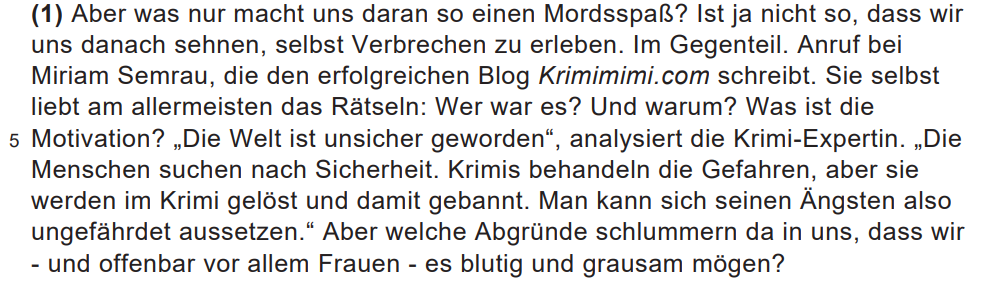 (1) Aber was nur macht uns daran so einen Mordsspaß? Ist ja nicht so, dass wir
uns danach sehnen, selbst Verbrechen zu erleben. Im Gegenteil. Anruf bei
Miriam Semrau, die den erfolgreichen Blog Krimimimi.com schreibt. Sie selbst
liebt am allermeisten das Rätseln: Wer war es? Und warum? Was ist die
5 Motivation? „Die Welt ist unsicher geworden“, analysiert die Krimi-Expertin. „Die
Menschen suchen nach Sicherheit. Krimis behandeln die Gefahren, aber sie
werden im Krimi gelöst und damit gebannt. Man kann sich seinen Ängsten also
ungefährdet aussetzen.“ Aber welche Abgründe schlummern da in uns, dass wir
- und offenbar vor allem Frauen - es blutig und grausam mögen?